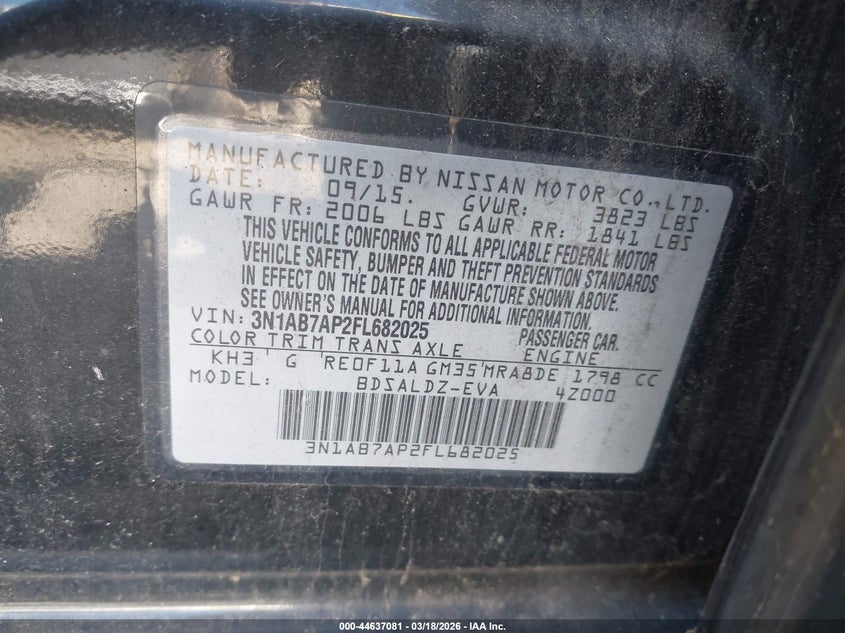 MANUFACTURED BY NISSAN MOTOR CO., LTD.
DATE: 09/15. GVWR: 3823 LBS
GAWR FR: 2006 LBS GAWR RR: 1841 LBS
THIS VEHICLE CONFORMS TO ALL APPLICABLE FEDERAL MOTOR
VEHICLE SAFETY, BUMPER AND THEFT PREVENTION STANDARDS
IN EFFECT ON THE DATE OF MANUFACTURE SHOWN ABOVE.
SEE OWNER'S MANUAL FOR ADDITIONAL INFORMATION.
VIN: 3N1AB7AP2FL682025 PASSENGER CAR.
COLOR TRIM TRANS AXLE ENGINE
KH3 G RE0F11A GM35 MRA8DE 1798 CC
MODEL: BDSALDZ-EVA 4Z000
3N1AB7AP2FL682025
000-44637081 — 03/18/2026 — IAA Inc.